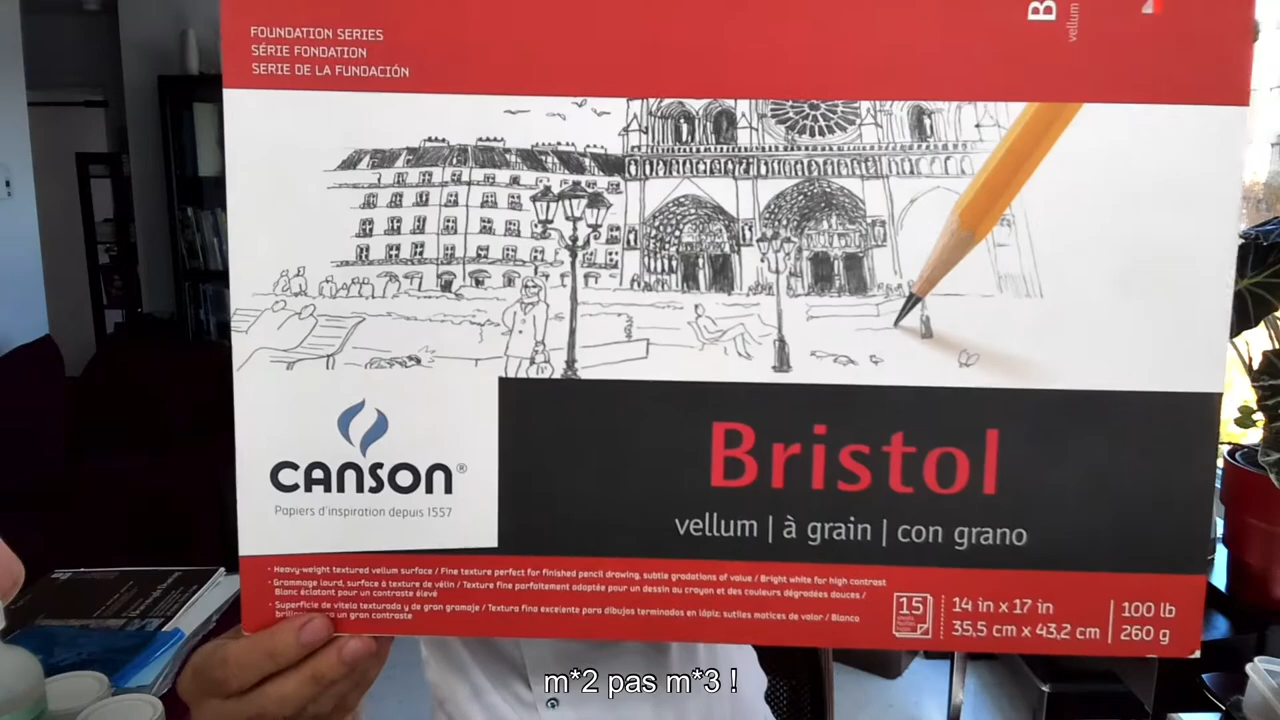 FOUNDATION SERIES
SÉRIE FONDATION
SERIE DE LA FUNDACIÓN
B
vellum
CANSON®
Papiers d'inspiration depuis 1557
Bristol
vellum | à grain | con grano
• Heavy-weight textured vellum surface / Fine texture perfect for finished pencil drawing, subtle gradations of value / Bright white for high contrast
• Grammage lourd, surface à texture de vélin / Texture fine parfaitement adaptée pour un dessin au crayon et des couleurs dégradées douces /
Blanc éclatant pour un contraste élevé
• Superficie de vitela texturada y de gran gramaje / Textura fina excelente para dibujos terminados en lápiz; sutiles matices de valor / Blanco
un gran contraste
15
14 in x 17 in
35,5 cm x 43,2 cm
100 lb
260 g
m*2 pas m*3 !